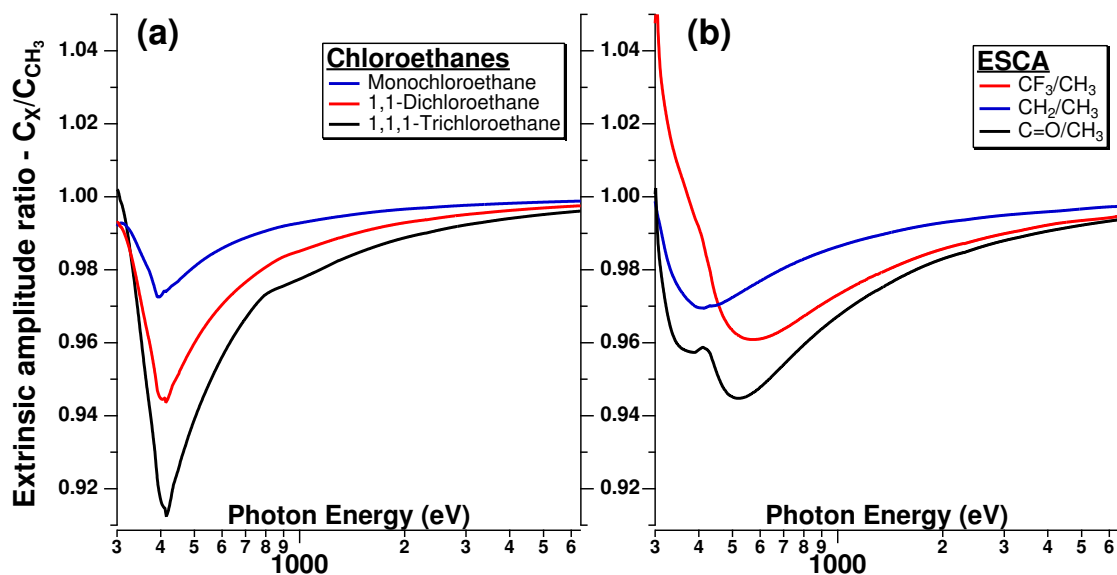 Extrinsic amplitude ratio - C_X/C_CH₃
(a)
1.04
1.02
1.00
0.98
0.96
0.94
0.92
Chloroethanes
Monochloroethane
1,1-Dichloroethane
1,1,1-Trichloroethane
Photon Energy (eV)
3 4 5 6 7 8 9 2 3 4 5 6
1000
(b)
1.04
1.02
1.00
0.98
0.96
0.94
0.92
ESCA
CF₃/CH₃
CH₂/CH₃
C=O/CH₃
Photon Energy (eV)
3 4 5 6 7 8 9 2 3 4 5 6
1000